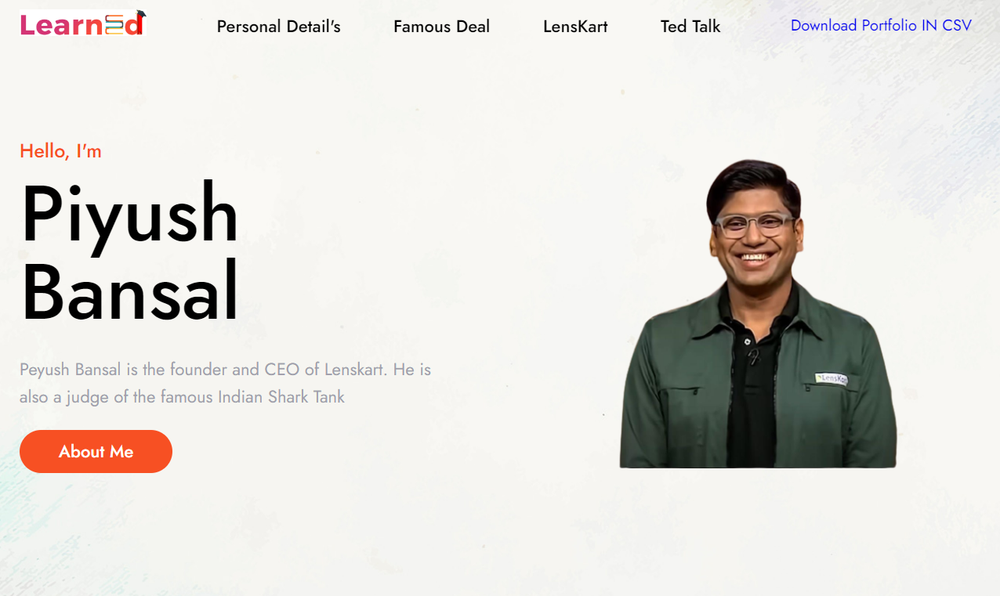 LearnEd
Personal Detail's
Famous Deal
LensKart
Ted Talk
Download Portfolio IN CSV
Hello, I'm
Piyush
Bansal
Peyush Bansal is the founder and CEO of Lenskart. He is
also a judge of the famous Indian Shark Tank
About Me
LensKart